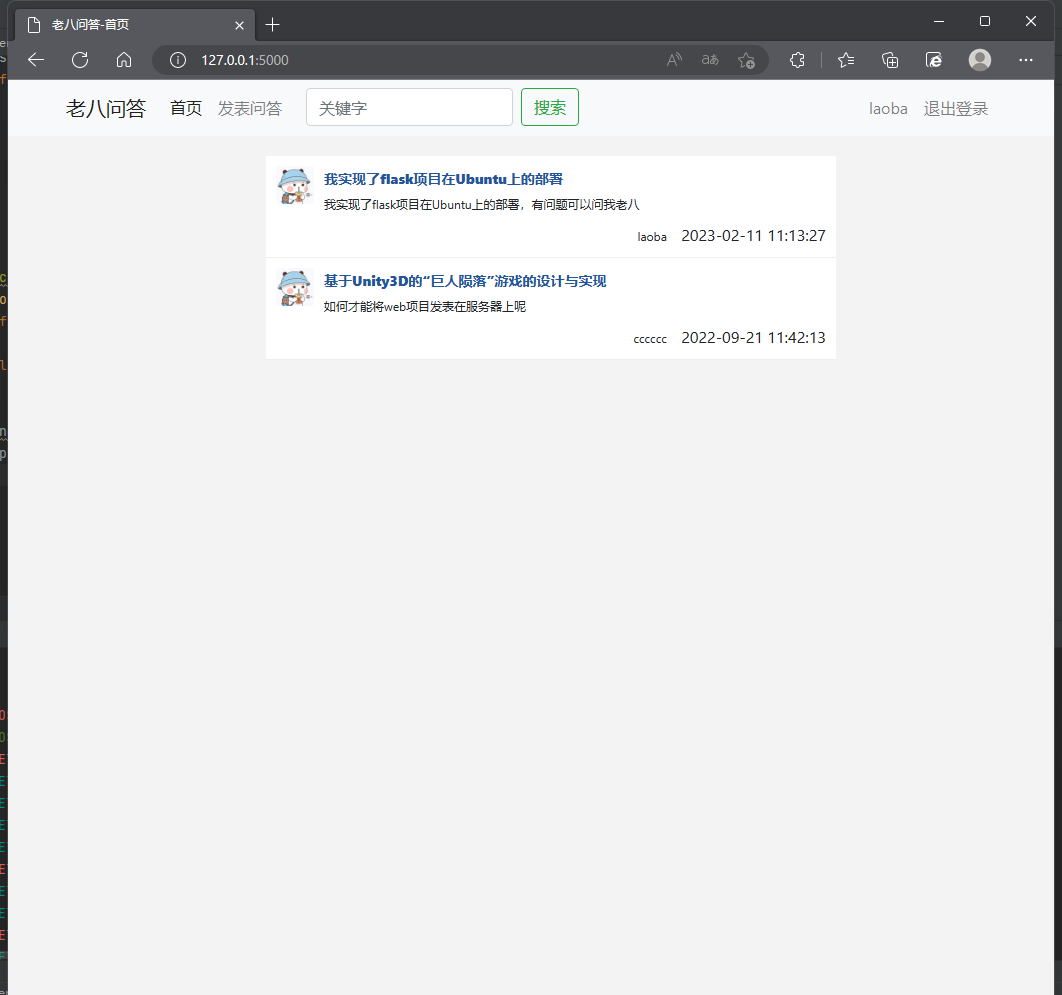 老八问答-首页
127.0.0.1:5000
老八问答 首页 发表问答 关键字 搜索 laoba 退出登录
我实现了flask项目在Ubuntu上的部署
我实现了flask项目在Ubuntu上的部署，有问题可以问我老八
laoba 2023-02-11 11:13:27
基于Unity3D的“巨人陨落”游戏的设计与实现
如何才能将web项目发表在服务器上呢
cccccc 2022-09-21 11:42:13